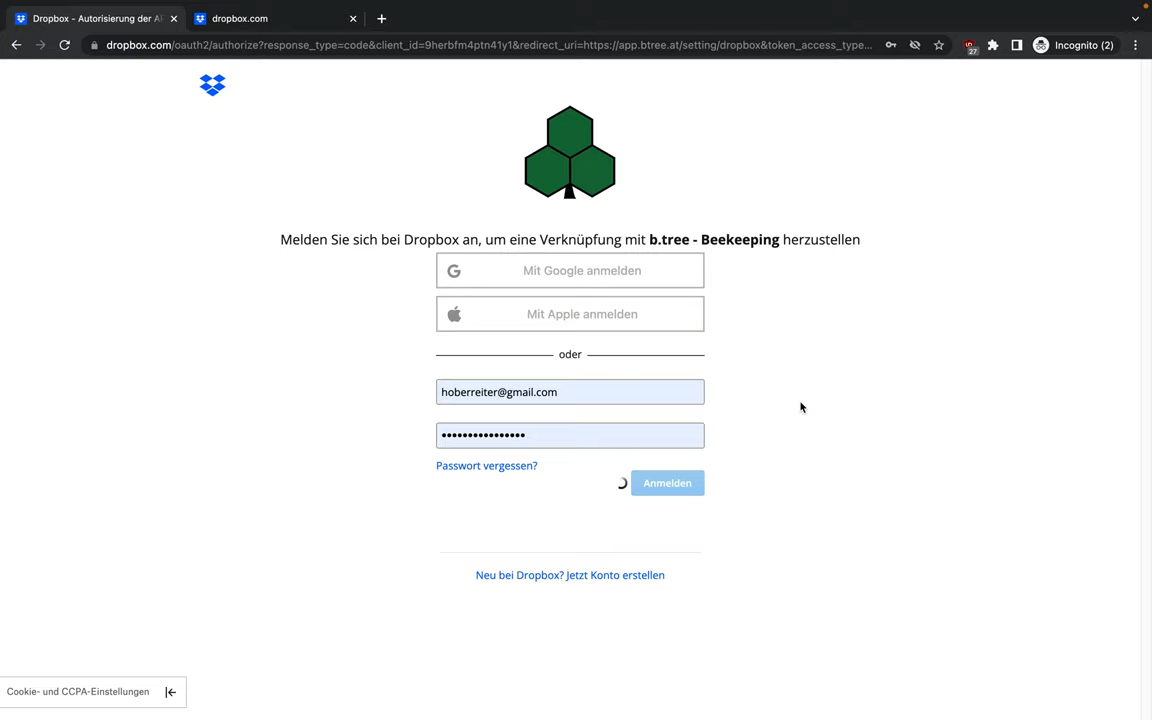 Dropbox - Autorisierung der A
dropbox.com
dropbox.com/oauth2/authorize?response_type=code&client_id=9herbfm4ptn41y1&redirect_uri=https://app.btree.at/setting/dropbox&token_access_type...
27
Incognito (2)
Melden Sie sich bei Dropbox an, um eine Verknüpfung mit b.tree - Beekeeping herzustellen
Mit Google anmelden
Mit Apple anmelden
oder
hoberreiter@gmail.com
••••••••••••••••
Passwort vergessen?
Anmelden
Neu bei Dropbox? Jetzt Konto erstellen
Cookie- und CCPA-Einstellungen